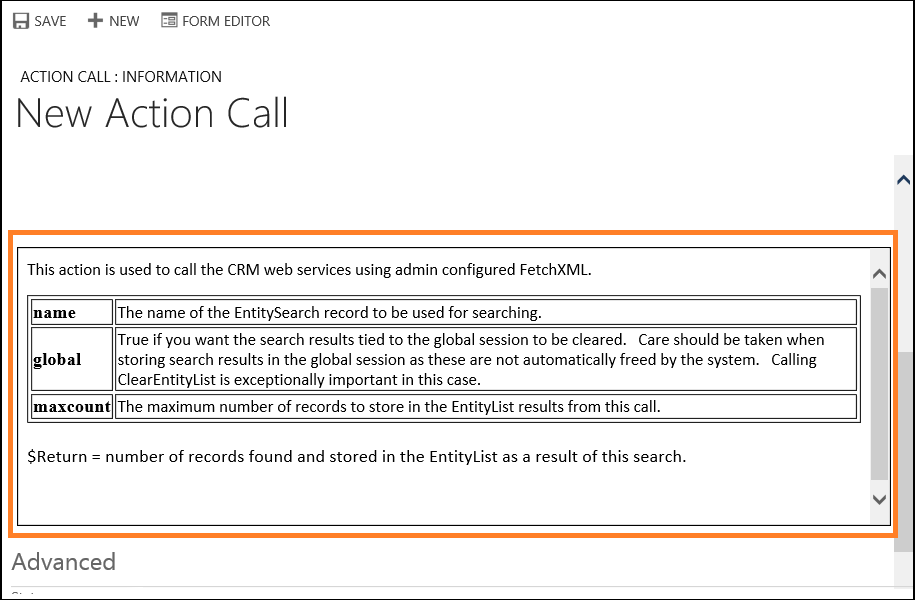 SAVE NEW FORM EDITOR
ACTION CALL : INFORMATION
New Action Call
This action is used to call the CRM web services using admin configured FetchXML.
name The name of the EntitySearch record to be used for searching.
global True if you want the search results tied to the global session to be cleared. Care should be taken when
storing search results in the global session as these are not automatically freed by the system. Calling
ClearEntityList is exceptionally important in this case.
maxcount The maximum number of records to store in the EntityList results from this call.
$Return = number of records found and stored in the EntityList as a result of this search.
Advanced